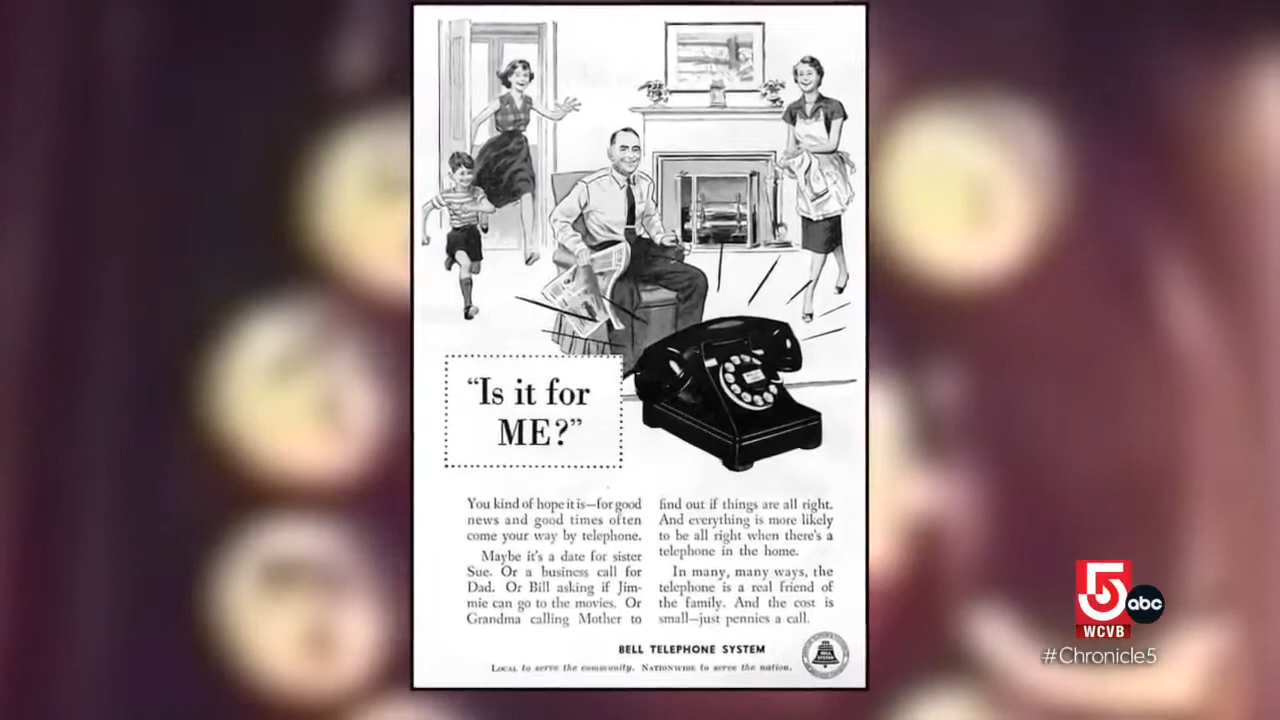 “Is it for
ME?”
You kind of hope it is—for good
news and good times often
come your way by telephone.
Maybe it's a date for sister
Sue. Or a business call for
Dad. Or Bill asking if Jim-
mie can go to the movies. Or
Grandma calling Mother to
find out if things are all right.
And everything is more likely
to be all right when there's a
telephone in the home.
In many, many ways, the
telephone is a real friend of
the family. And the cost is
small—just pennies a call.
BELL TELEPHONE SYSTEM
LOCAL to serve the community. NATIONWIDE to serve the nation.
BELL
SYSTEM
5
abc
WCVB
#Chronicle5